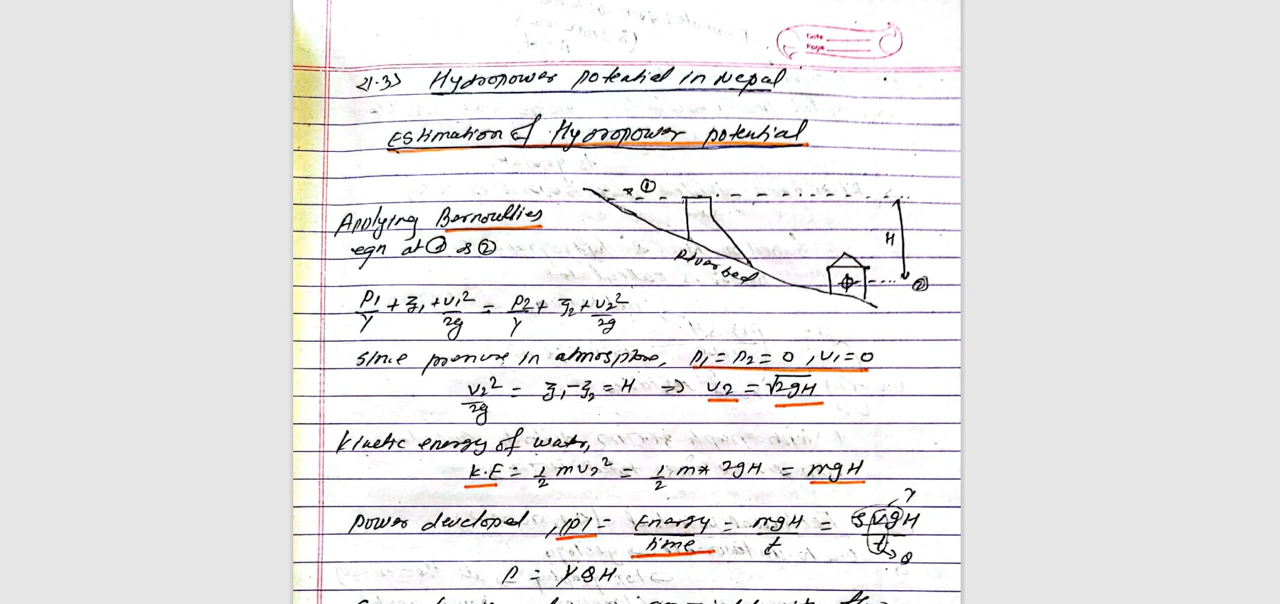 Date
Page
२.3> Hydropower potential in Nepal
Estimation of Hydropower potential
① H ②
River bed
Applying Bernoullies
eqn at ① & ②
P1/γ + z1 + v1²/2g = P2/γ + z2 + v2²/2g
Since pressure in atmosphere, P1 = P2 = 0, v1 = 0
v2²/2g = z1 - z2 = H => v2 = √2gH
Kinetic energy of water,
K.E = 1/2 mv2² = 1/2 m* 2gH = mgH
Power developed, (P) = Energy/time = mgH/t = ρVgH/t γ Q
P = γQH